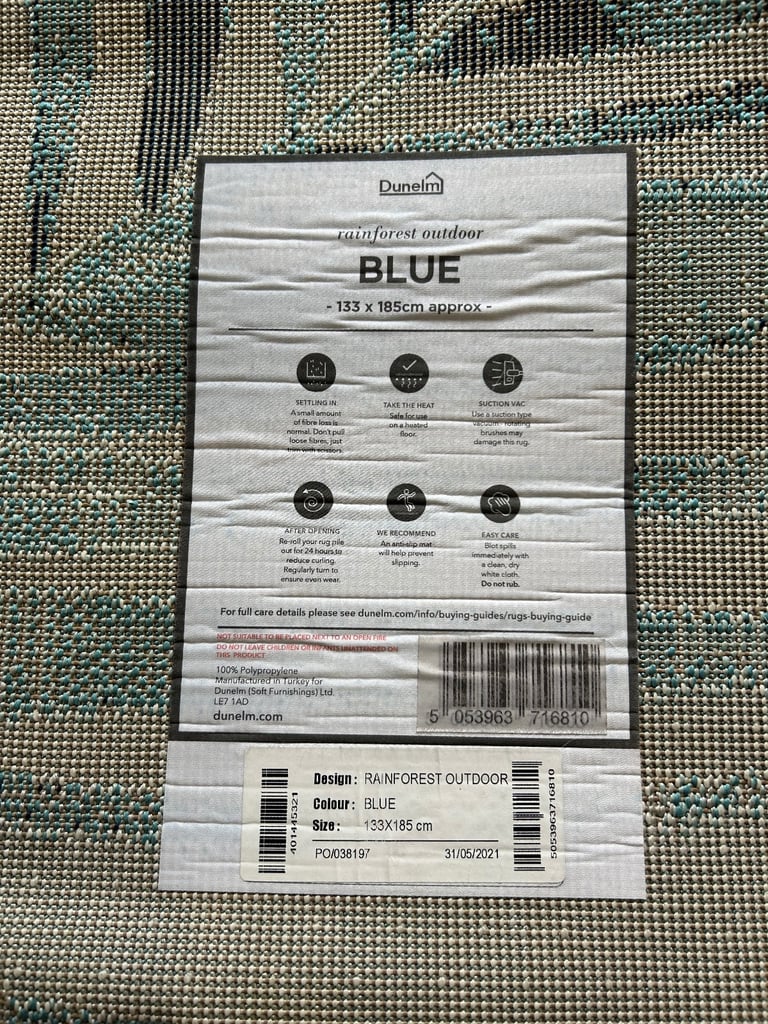 Dunelm
rainforest outdoor
BLUE
- 133 x 185cm approx -
SETTLING IN
A small amount
of fibre loss is
normal. Don't pull
loose fibres, just
trim with scissors.
TAKE THE HEAT
Safe for use
on a heated
floor.
SUCTION VAC
Use a suction type
vacuum - rotating
brushes may
damage this rug.
AFTER OPENING
Re-roll your rug pile
out for 24 hours to
reduce curling.
Regularly turn to
ensure even wear.
WE RECOMMEND
An anti-slip mat
will help prevent
slipping.
EASY CARE
Blot spills
immediately with
a clean, dry
white cloth.
Do not rub.
For full care details please see dunelm.com/info/buying-guides/rugs-buying-guide
NOT SUITABLE TO BE PLACED NEXT TO AN OPEN FIRE
DO NOT LEAVE CHILDREN OR INFANTS UNATTENDED ON
THIS PRODUCT
100% Polypropylene
Manufactured in Turkey for
Dunelm (Soft Furnishings) Ltd.
LE7 1AD
dunelm.com
5 053963 716810
401445321
Design : RAINFOREST OUTDOOR
Colour : BLUE
Size : 133X185 cm
PO/038197 31/05/2021
5053963716810